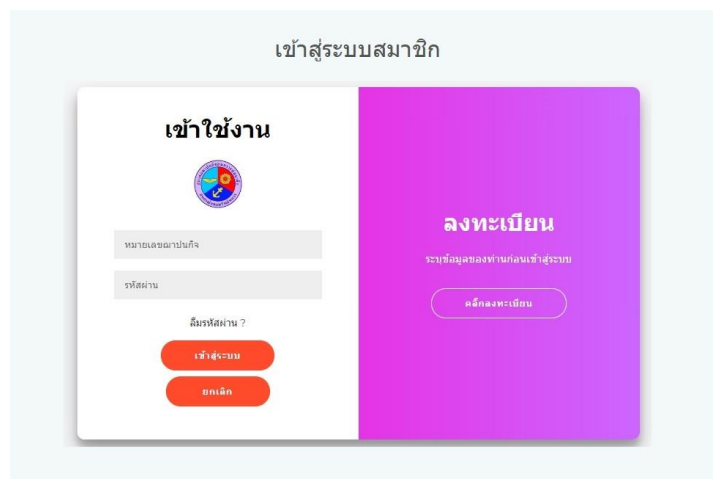 เข้าสู่ระบบสมาชิก
เข้าใช้งาน
หมายเลขฌาปนกิจ
รหัสผ่าน
ลืมรหัสผ่าน ?
เข้าสู่ระบบ
ยกเลิก
ลงทะเบียน
ระบุข้อมูลของท่านก่อนเข้าสู่ระบบ
คลิ๊กลงทะเบียน